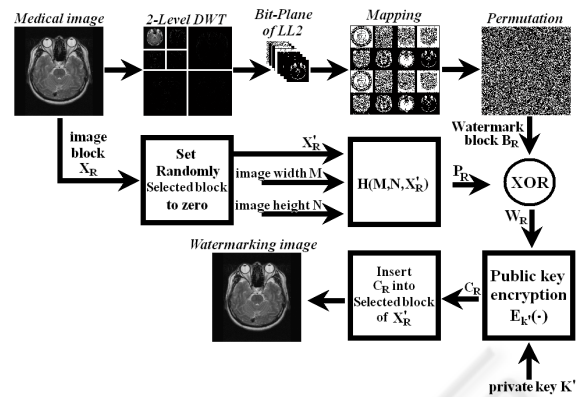 Medical image
2-Level DWT
Bit-Plane
of LL2
Mapping
Permutation
image
block
X_R
Set
Randomly
Selected block
to zero
X'_R
image width M
image height N
H(M,N,X'_R)
P_R
Watermark
block B_R
XOR
W_R
Watermarking image
Insert
C_R into
Selected block
of X'_R
C_R
Public key
encryption
E_k'(·)
private key K'